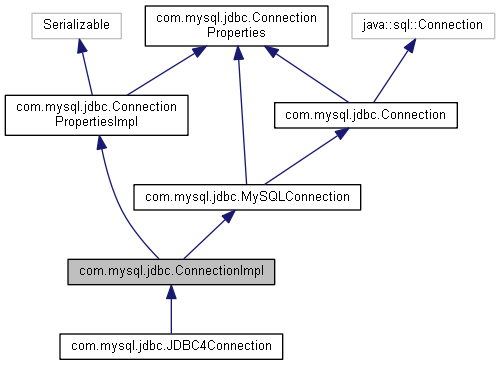 Serializable
com.mysql.jdbc.Connection
Properties
java::sql::Connection
com.mysql.jdbc.Connection
PropertiesImpl
com.mysql.jdbc.Connection
com.mysql.jdbc.MySQLConnection
com.mysql.jdbc.ConnectionImpl
com.mysql.jdbc.JDBC4Connection